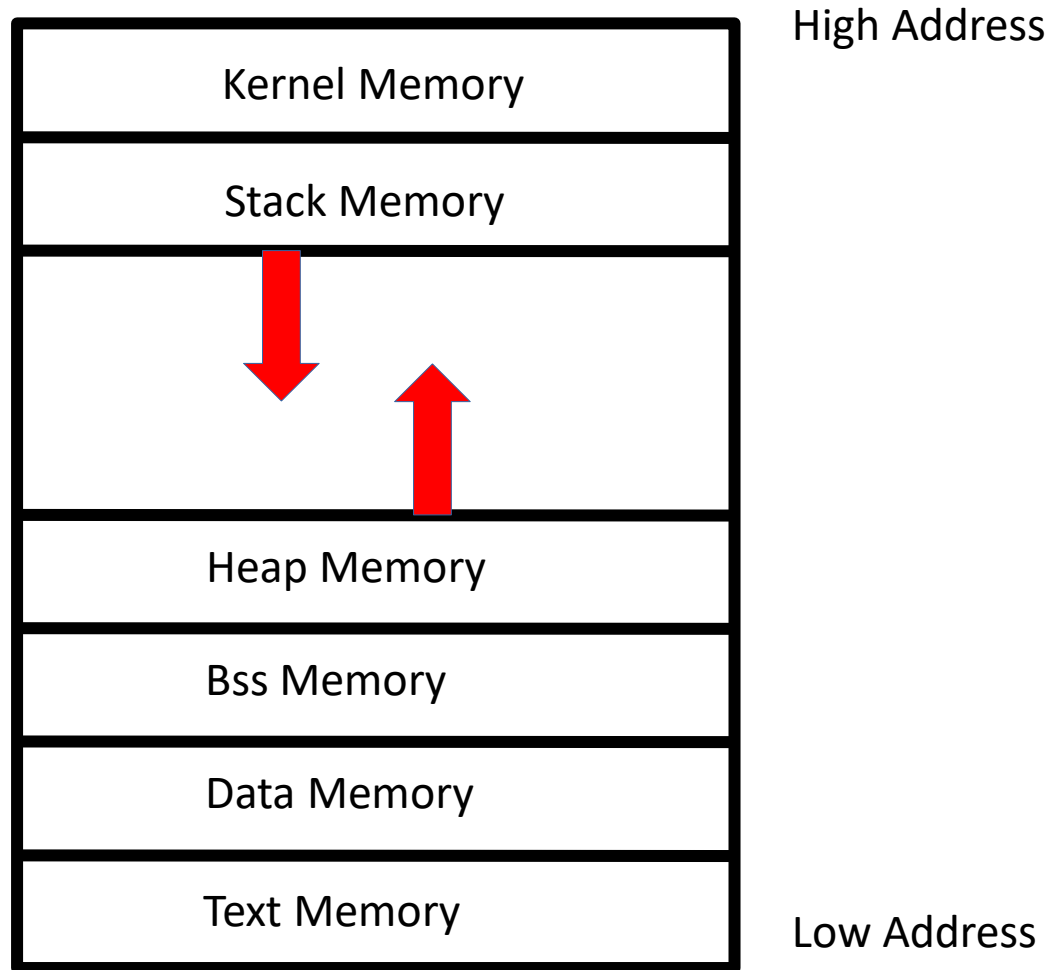 High Address
Kernel Memory
Stack Memory
Heap Memory
Bss Memory
Data Memory
Text Memory
Low Address